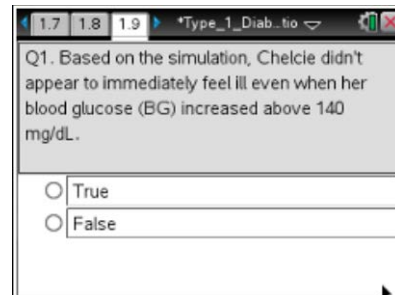 1.7 1.8 1.9 *Type_1_Diab..tio
Q1. Based on the simulation, Chelcie didn't
appear to immediately feel ill even when her
blood glucose (BG) increased above 140
mg/dL.
True
False